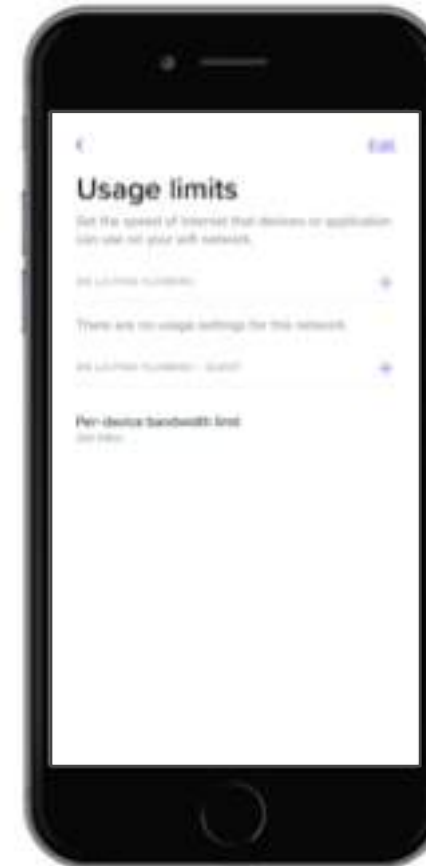 Edit
Usage limits
Set the speed of internet that devices or application
can use on your wifi network.
There are no usage settings for this network
Per-device bandwidth limit